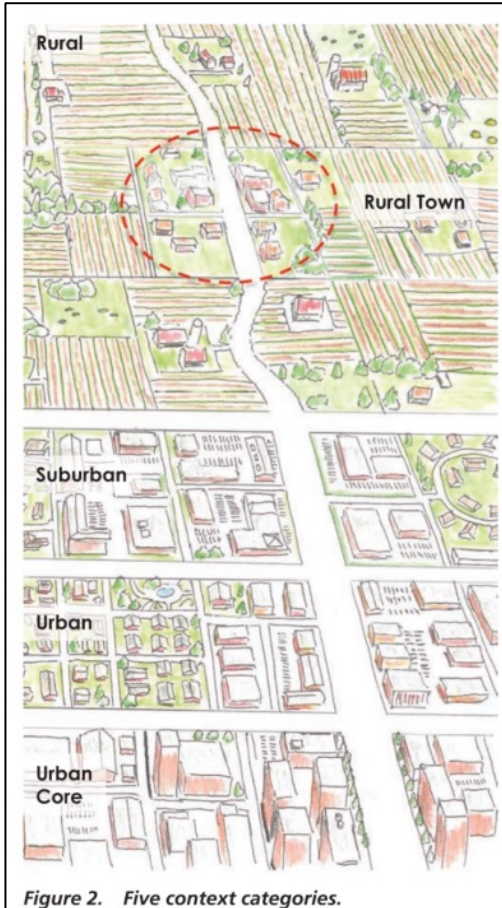 Rural
Rural Town
Suburban
Urban
Urban
Core
Figure 2. Five context categories.